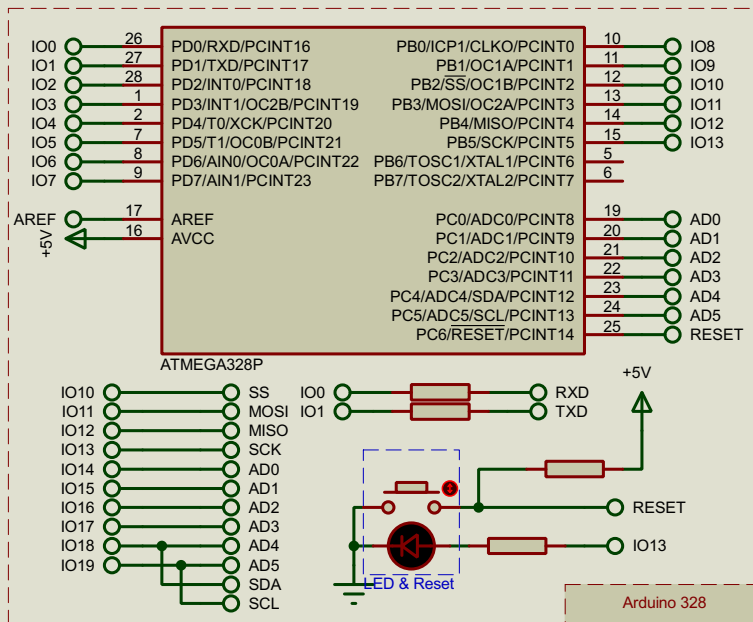 IO0 26 PD0/RXD/PCINT16 PB0/ICP1/CLKO/PCINT0 10 IO8
IO1 27 PD1/TXD/PCINT17 PB1/OC1A/PCINT1 11 IO9
IO2 28 PD2/INT0/PCINT18 PB2/SS/OC1B/PCINT2 12 IO10
IO3 1 PD3/INT1/OC2B/PCINT19 PB3/MOSI/OC2A/PCINT3 13 IO11
IO4 2 PD4/T0/XCK/PCINT20 PB4/MISO/PCINT4 14 IO12
IO5 7 PD5/T1/OC0B/PCINT21 PB5/SCK/PCINT5 15 IO13
IO6 8 PD6/AIN0/OC0A/PCINT22 PB6/TOSC1/XTAL1/PCINT6 5
IO7 9 PD7/AIN1/PCINT23 PB7/TOSC2/XTAL2/PCINT7 6
AREF 17 AREF PC0/ADC0/PCINT8 19 AD0
+5V 16 AVCC PC1/ADC1/PCINT9 20 AD1
PC2/ADC2/PCINT10 21 AD2
PC3/ADC3/PCINT11 22 AD3
PC4/ADC4/SDA/PCINT12 23 AD4
PC5/ADC5/SCL/PCINT13 24 AD5
PC6/RESET/PCINT14 25 RESET
ATMEGA328P
+5V
IO10 SS IO0 RXD
IO11 MOSI IO1 TXD
IO12 MISO
IO13 SCK
IO14 AD0
IO15 AD1
IO16 AD2 RESET
IO17 AD3
IO18 AD4 IO13
IO19 AD5
SDA LED & Reset
SCL Arduino 328